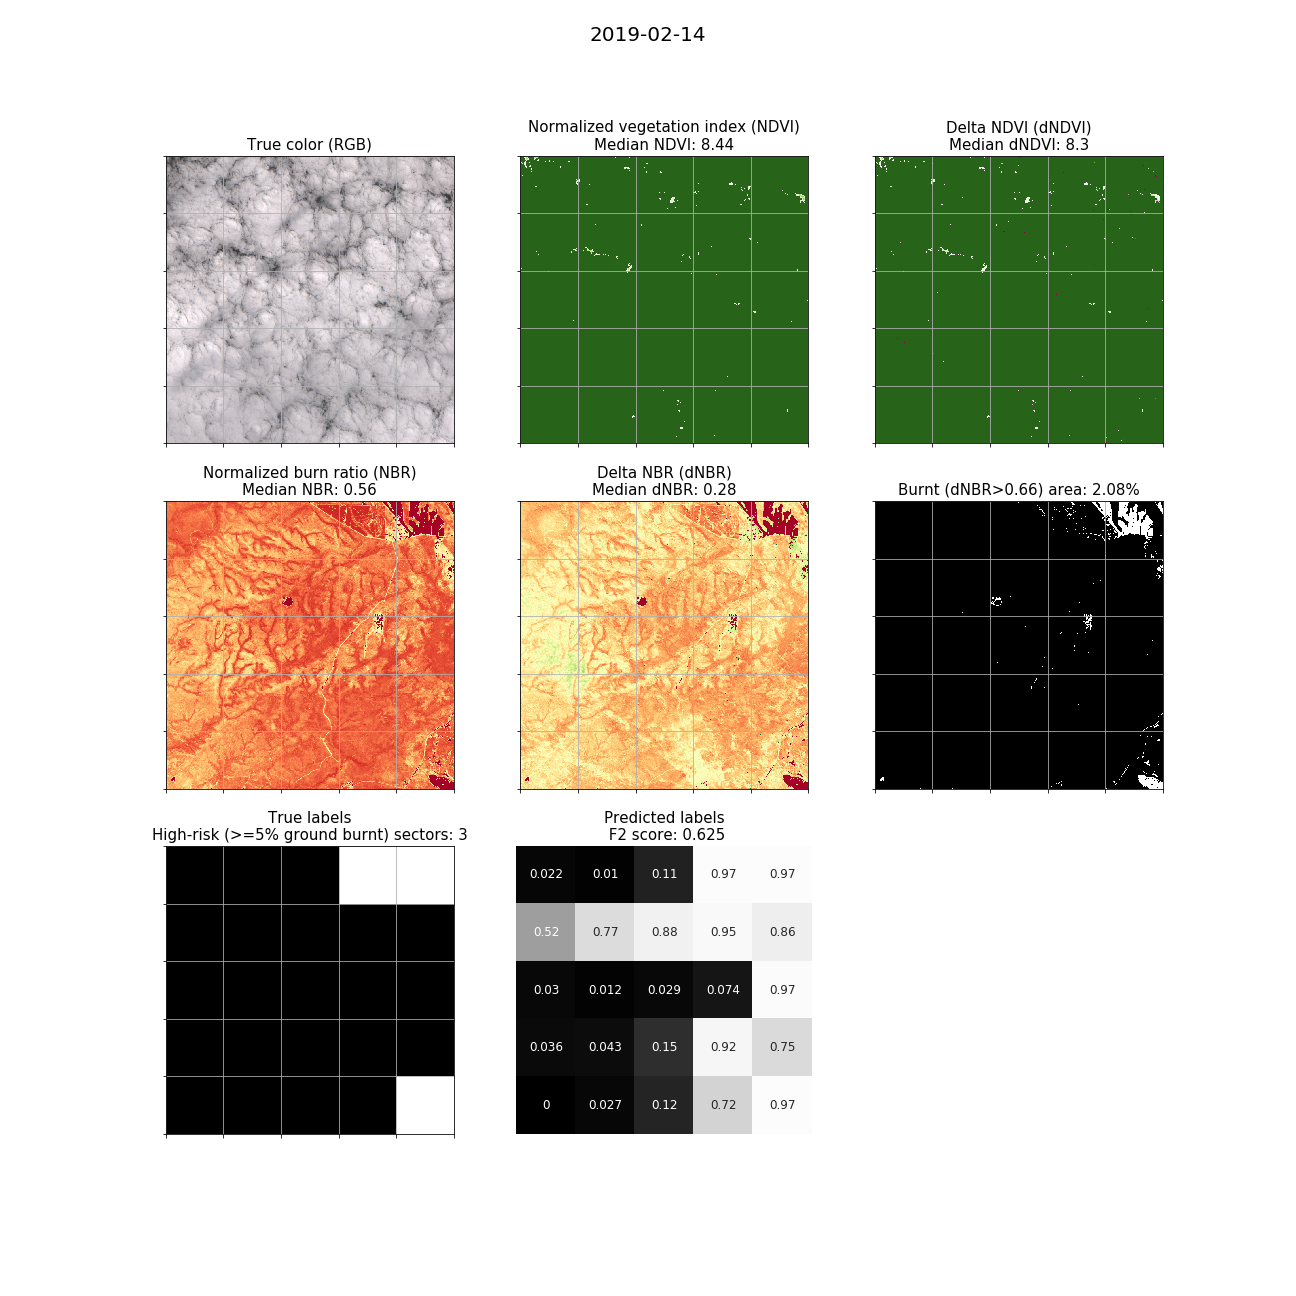 2019-02-14
True color (RGB)
Normalized vegetation index (NDVI)
Median NDVI: 8.44
Delta NDVI (dNDVI)
Median dNDVI: 8.3
Normalized burn ratio (NBR)
Median NBR: 0.56
Delta NBR (dNBR)
Median dNBR: 0.28
Burnt (dNBR>0.66) area: 2.08%
True labels
High-risk (>=5% ground burnt) sectors: 3
Predicted labels
F2 score: 0.625
0.022 0.01 0.11 0.97 0.97
0.52 0.77 0.88 0.95 0.86
0.03 0.012 0.029 0.074 0.97
0.036 0.043 0.15 0.92 0.75
0 0.027 0.12 0.72 0.97